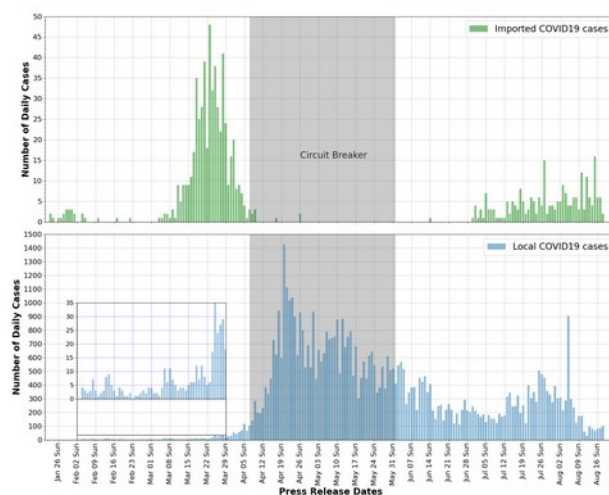 50
45
40
35
30
25
20
15
10
5
0
Number of Daily Cases
Imported COVID19 cases
Circuit Breaker
1500
1400
1300
1200
1100
1000
900
800
700
600
500
400
300
200
100
0
Number of Daily Cases
Local COVID19 cases
35
30
25
20
15
10
5
0
Jan 26 Sun
Feb 02 Sun
Feb 09 Sun
Feb 16 Sun
Feb 23 Sun
Mar 01 Sun
Mar 08 Sun
Mar 15 Sun
Mar 22 Sun
Mar 29 Sun
Apr 05 Sun
Apr 12 Sun
Apr 19 Sun
Apr 26 Sun
May 03 Sun
May 10 Sun
May 17 Sun
May 24 Sun
May 31 Sun
Jun 07 Sun
Jun 14 Sun
Jun 21 Sun
Jun 28 Sun
Jul 05 Sun
Jul 12 Sun
Jul 19 Sun
Jul 26 Sun
Aug 02 Sun
Aug 09 Sun
Aug 16 Sun
Press Release Dates